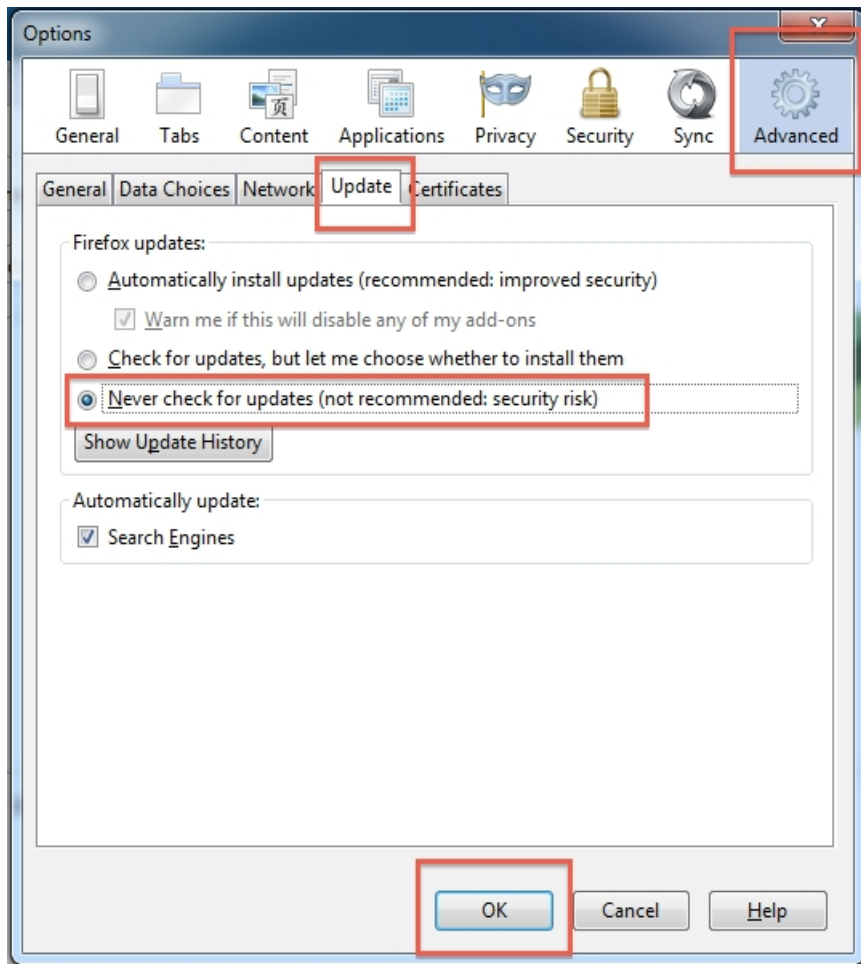 Options
General Tabs Content Applications Privacy Security Sync Advanced
页
General Data Choices Network Update Certificates
Firefox updates:
Automatically install updates (recommended: improved security)
Warn me if this will disable any of my add-ons
Check for updates, but let me choose whether to install them
Never check for updates (not recommended: security risk)
Show Update History
Automatically update:
Search Engines
OK Cancel Help